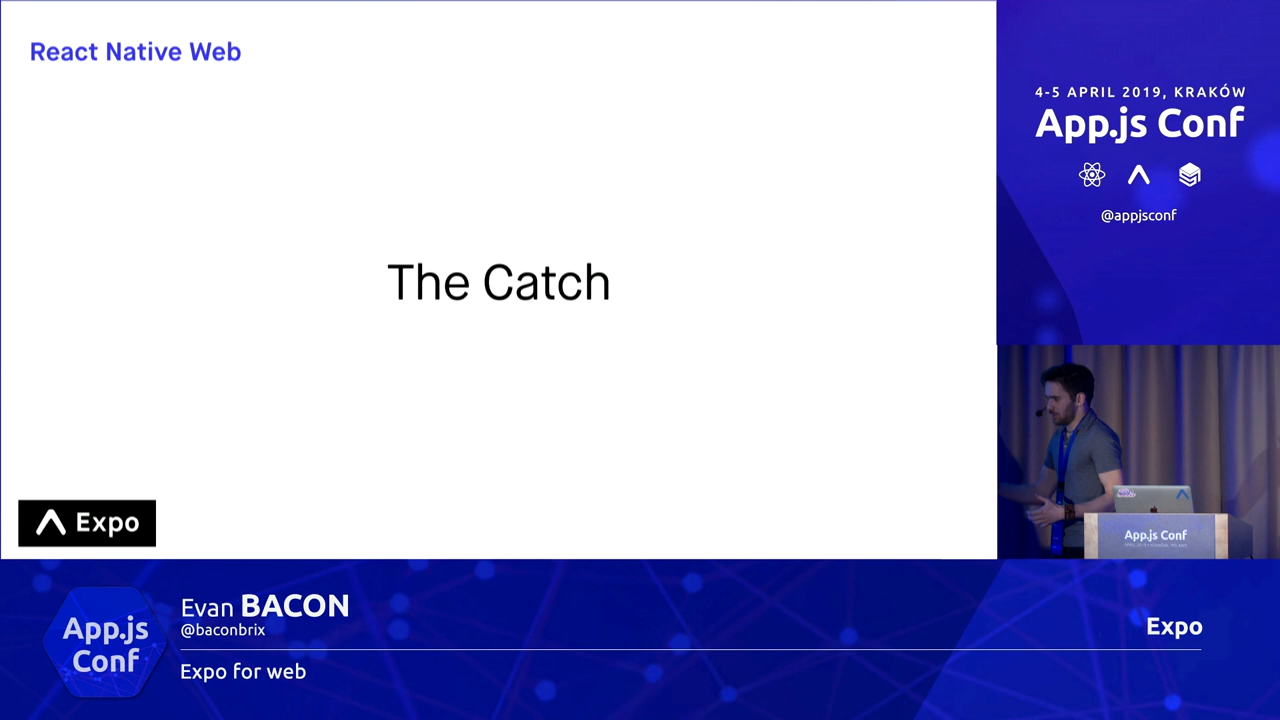 React Native Web
The Catch
Expo
4-5 APRIL 2019, KRAKÓW
App.js Conf
@appjsconf
App.js Conf
App.js
Conf
Evan BACON
@baconbrix
Expo for web
Expo